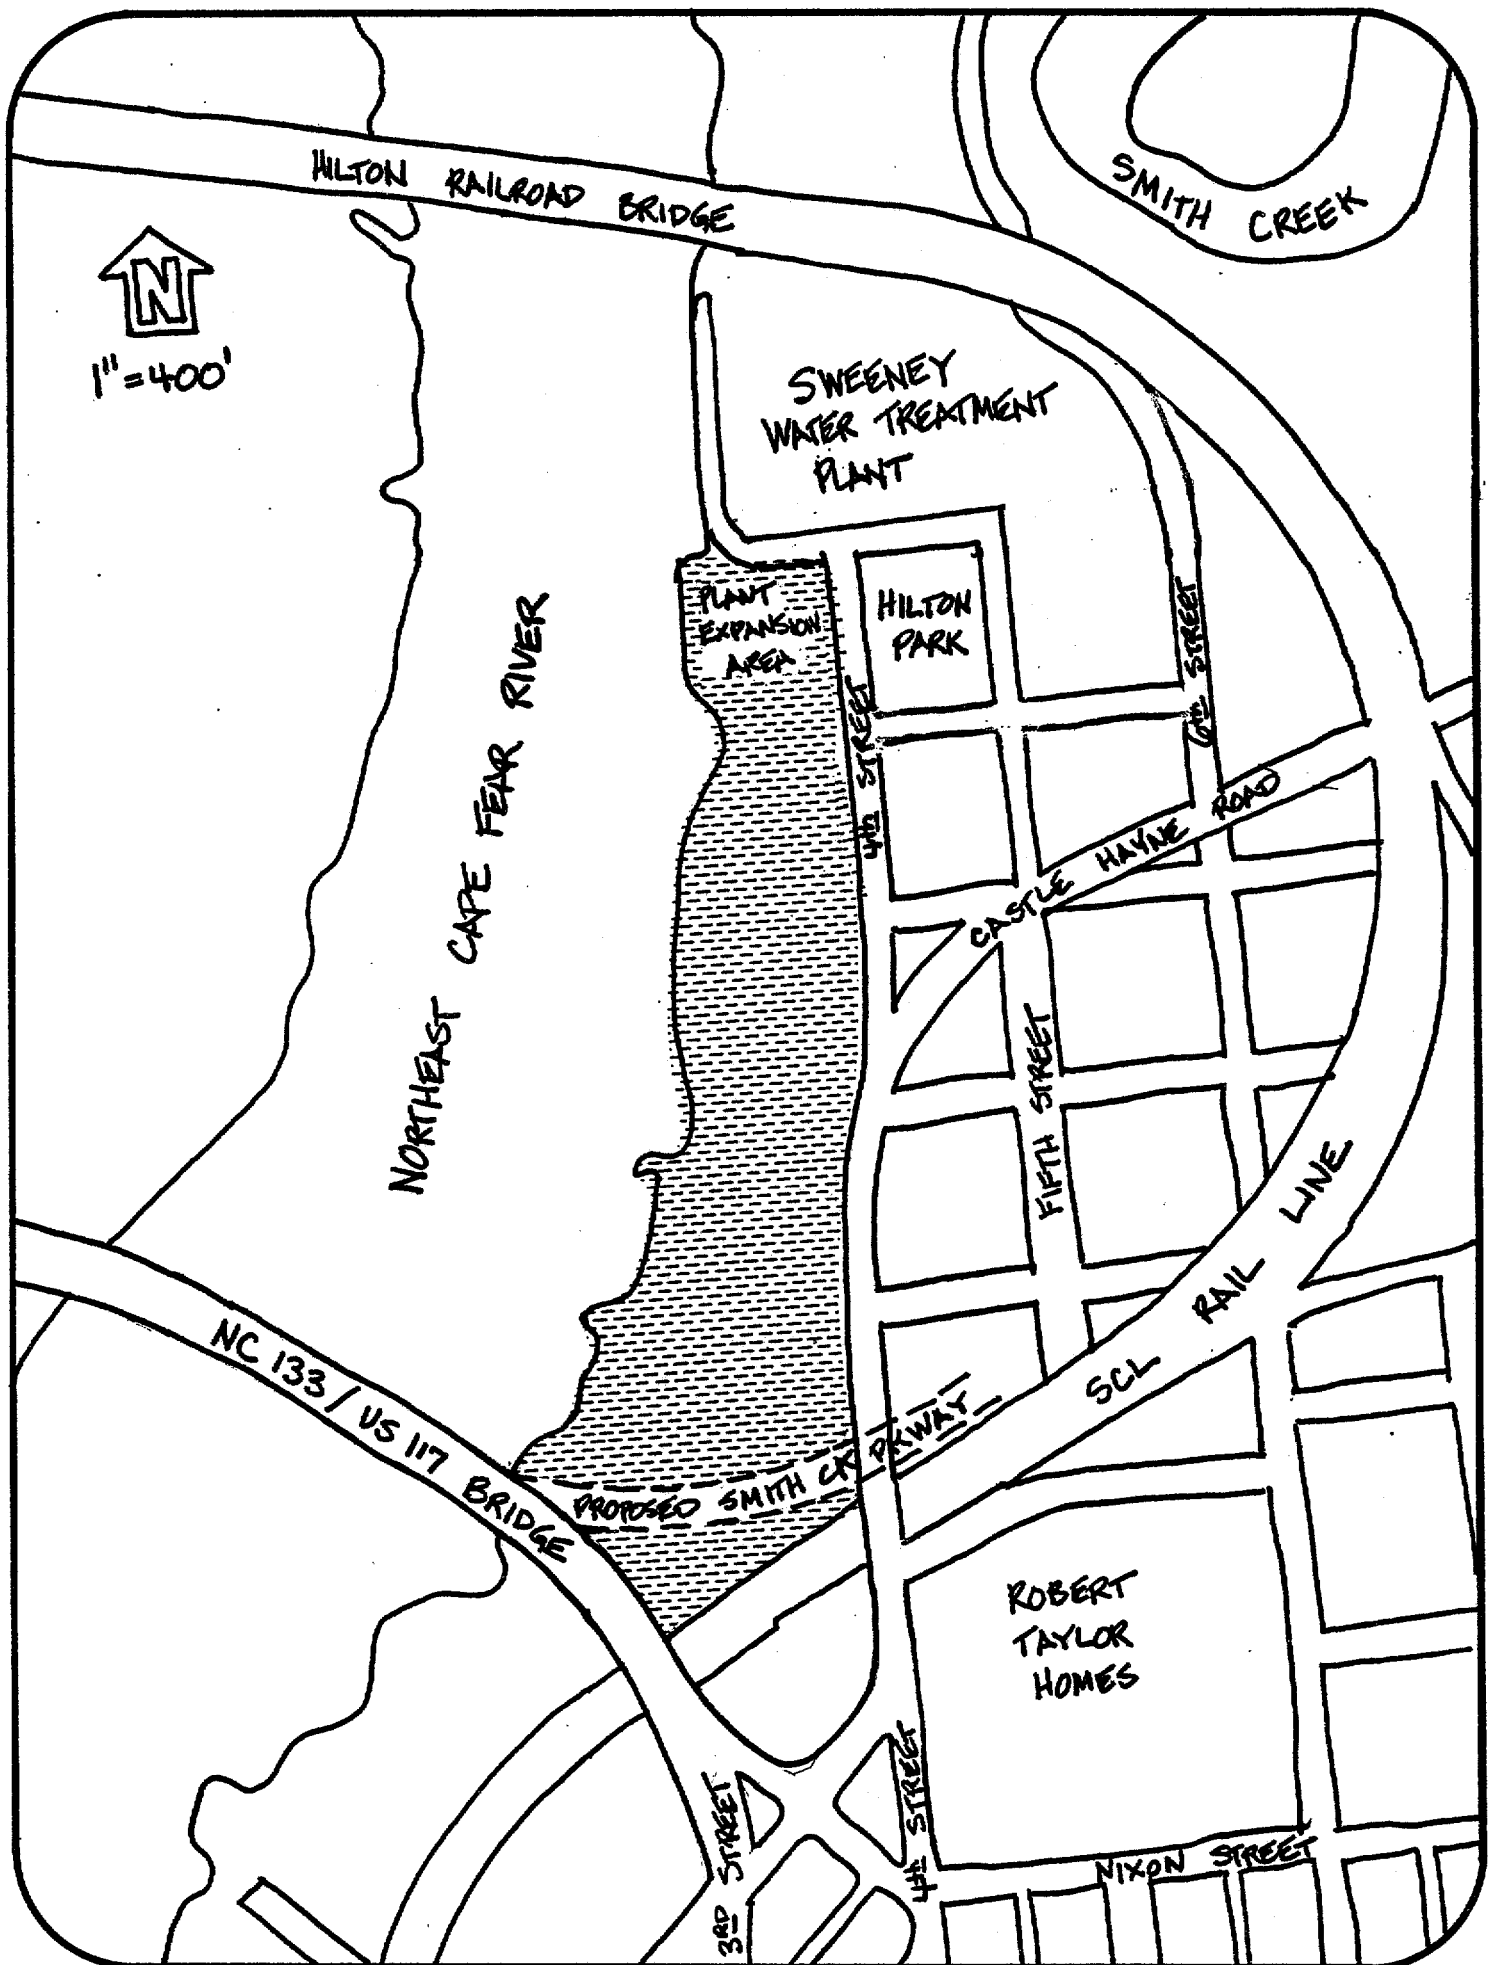 HILTON RAILROAD BRIDGE
SMITH CREEK
N
1"=400'
SWEENEY
WATER TREATMENT
PLANT
PLANT
EXPANSION
AREA
HILTON
PARK
6th STREET
4th STREET
NORTHEAST CAPE FEAR RIVER
CASTLE HAYNE ROAD
FIFTH STREET
SCL RAIL LINE
NC 133 / US 117 BRIDGE
PROPOSED SMITH CK PKWAY
ROBERT
TAYLOR
HOMES
3RD STREET
4th STREET
NIXON STREET